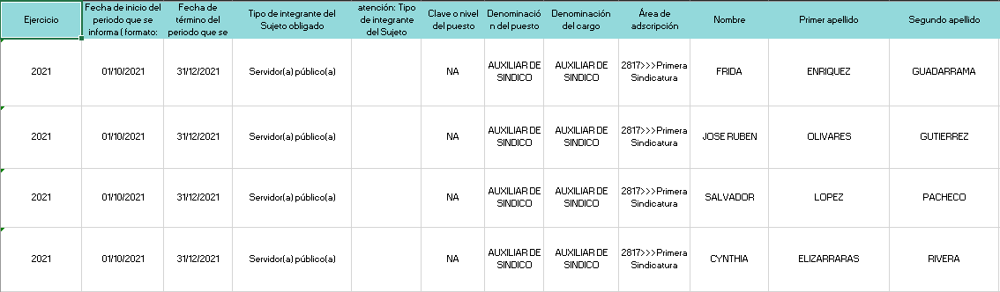 Ejercicio
Fecha de inicio del
periodo que se
informa ( formato:
Fecha de
término del
periodo que se
Tipo de integrante del
Sujeto obligado
atención: Tipo
de integrante
del Sujeto
Clave o nivel
del puesto
Denominació
n del puesto
Denominación
del cargo
Área de
adscripción
Nombre
Primer apellido
Segundo apellido
2021
01/10/2021
31/12/2021
Servidor(a) público(a)
NA
AUXILIAR DE
SINDICO
AUXILIAR DE
SINDICO
2817>>>Primera
Sindicatura
FRIDA
ENRIQUEZ
GUADARRAMA
2021
01/10/2021
31/12/2021
Servidor(a) público(a)
NA
AUXILIAR DE
SINDICO
AUXILIAR DE
SINDICO
2817>>>Primera
Sindicatura
JOSE RUBEN
OLIVARES
GUTIERREZ
2021
01/10/2021
31/12/2021
Servidor(a) público(a)
NA
AUXILIAR DE
SINDICO
AUXILIAR DE
SINDICO
2817>>>Primera
Sindicatura
SALVADOR
LOPEZ
PACHECO
2021
01/10/2021
31/12/2021
Servidor(a) público(a)
NA
AUXILIAR DE
SINDICO
AUXILIAR DE
SINDICO
2817>>>Primera
Sindicatura
CYNTHIA
ELIZARRARAS
RIVERA